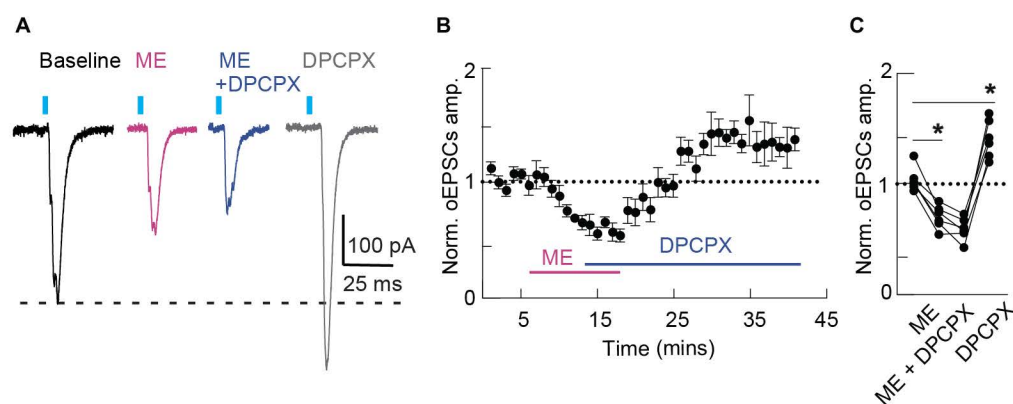 A
Baseline
ME
ME
+DPCPX
DPCPX
100 pA
25 ms
B
Norm. oEPSCs amp.
2
1
0
ME
DPCPX
5
15
25
35
45
Time (mins)
C
Norm. oEPSCs amp.
2
1
0
*
*
ME
ME + DPCPX
DPCPX